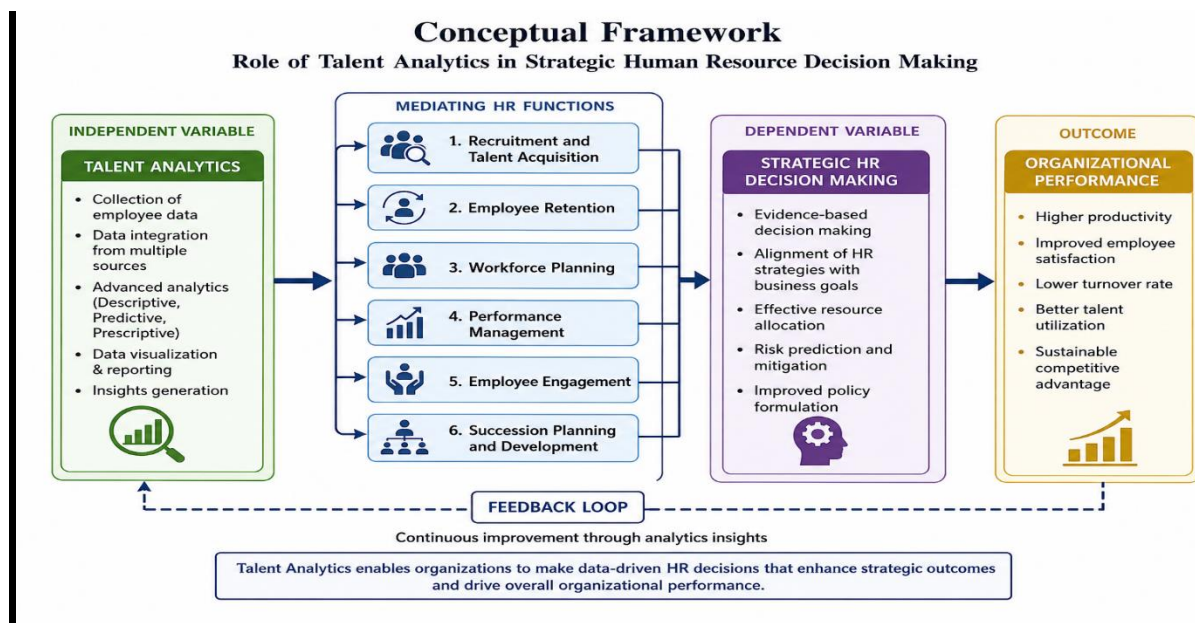 Conceptual Framework
Role of Talent Analytics in Strategic Human Resource Decision Making
INDEPENDENT VARIABLE
TALENT ANALYTICS
• Collection of
employee data
• Data integration
from multiple
sources
• Advanced analytics
(Descriptive,
Predictive,
Prescriptive)
• Data visualization
& reporting
• Insights generation
MEDIATING HR FUNCTIONS
1. Recruitment and
Talent Acquisition
2. Employee Retention
3. Workforce Planning
4. Performance
Management
5. Employee Engagement
6. Succession Planning
and Development
DEPENDENT VARIABLE
STRATEGIC HR
DECISION MAKING
• Evidence-based
decision making
• Alignment of HR
strategies with
business goals
• Effective resource
allocation
• Risk prediction and
mitigation
• Improved policy
formulation
OUTCOME
ORGANIZATIONAL
PERFORMANCE
• Higher productivity
• Improved employee
satisfaction
• Lower turnover rate
• Better talent
utilization
• Sustainable
competitive
advantage
FEEDBACK LOOP
Continuous improvement through analytics insights
Talent Analytics enables organizations to make data-driven HR decisions that enhance strategic outcomes
and drive overall organizational performance.